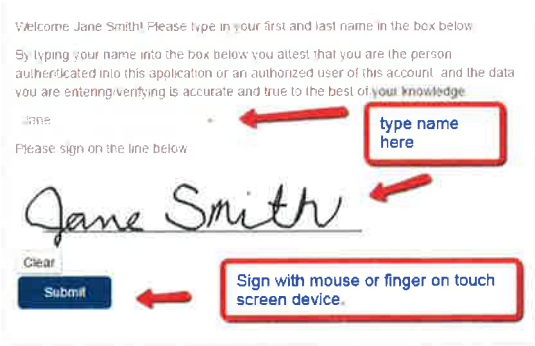 Welcome Jane Smith! Please type in your first and last name in the box below
By typing your name into the box below you attest that you are the person
authenticated into this application or an authorized user of this account, and the data
you are entering/verifying is accurate and true to the best of your knowledge
Jane
type name
here
Please sign on the line below
Jane Smith
Clear
Submit
Sign with mouse or finger on touch
screen device.